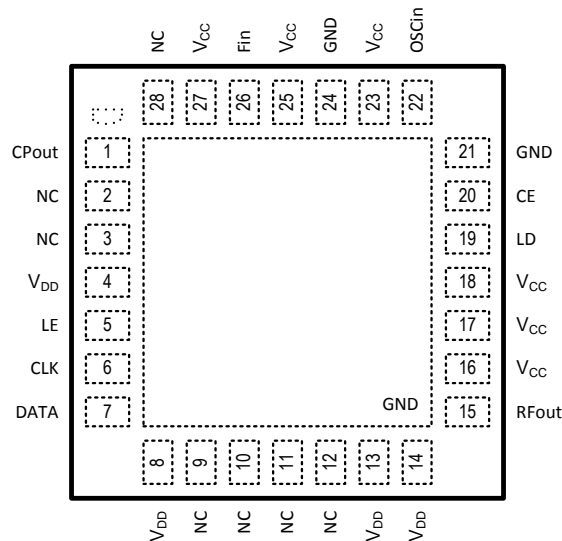 NC VCC Fin VCC GND VCC OSCin
28 27 26 25 24 23 22
CPout 1 21 GND
NC 2 20 CE
NC 3 19 LD
VDD 4 18 VCC
LE 5 17 VCC
CLK 6 16 VCC
DATA 7 GND 15 RFout
8 9 10 11 12 13 14
VDD NC NC NC NC VDD VDD